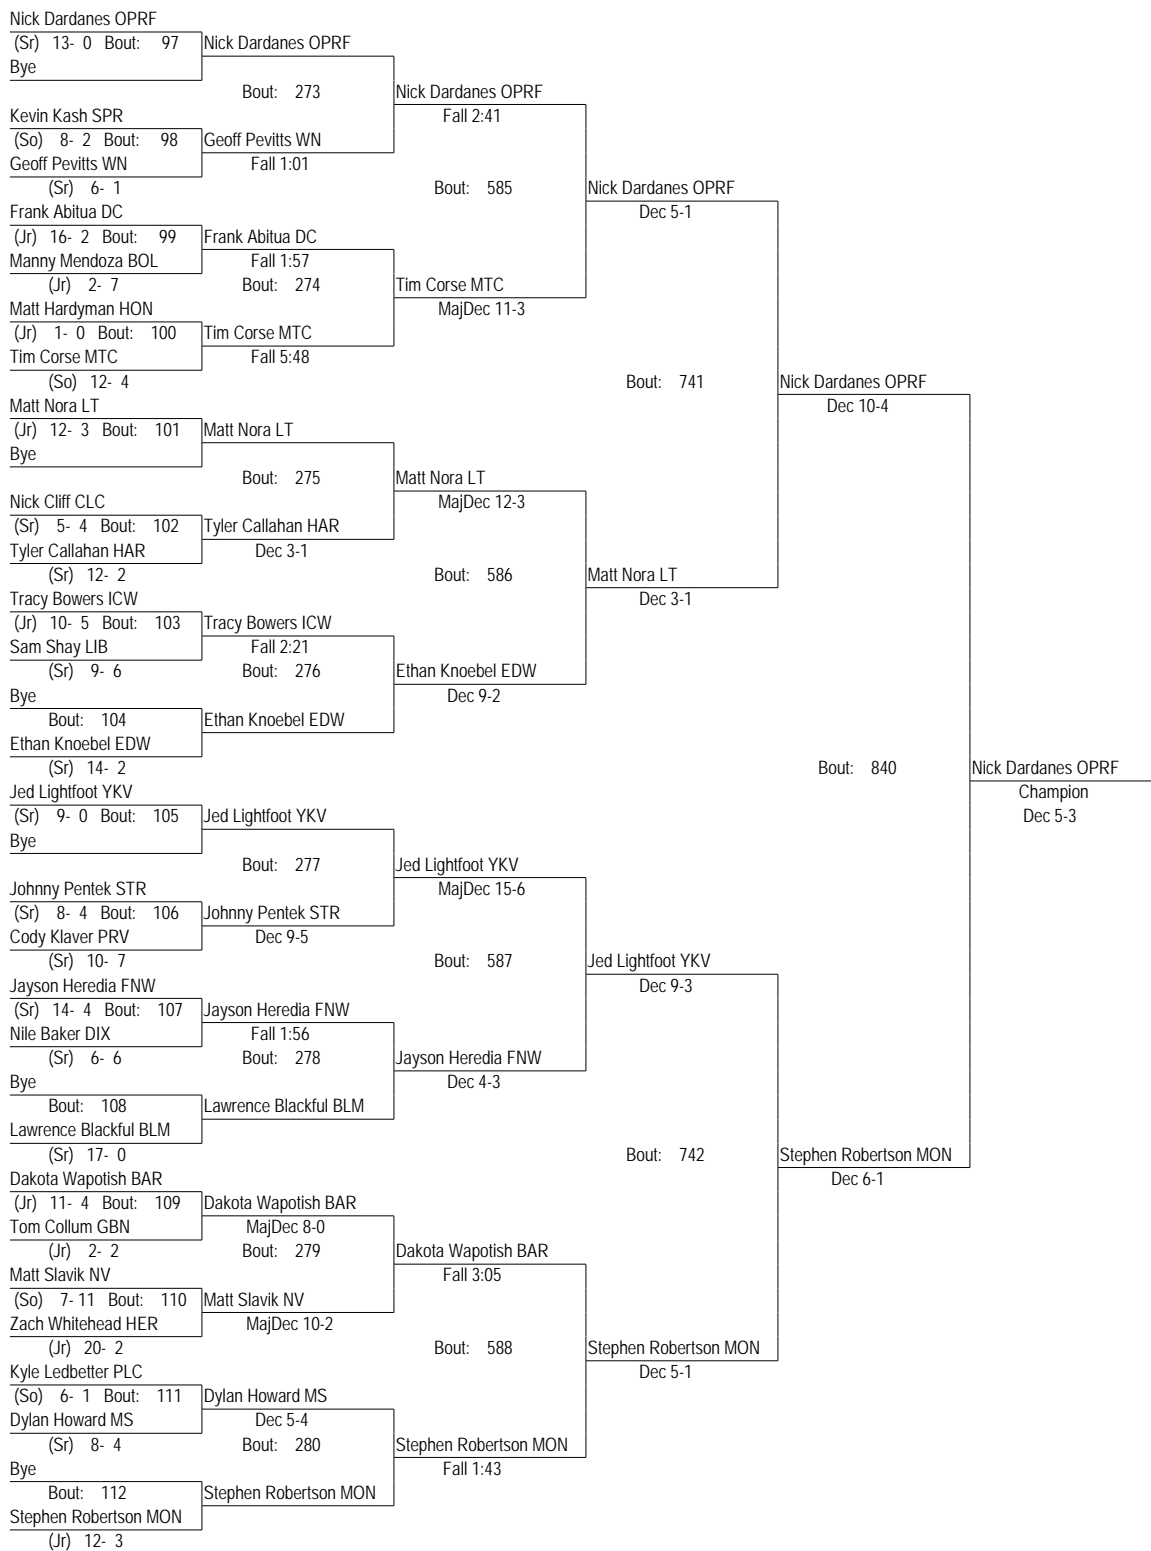 Nick Dardanes OPRF
(Sr) 13- 0 Bout: 97 Nick Dardanes OPRF
Bye
Bout: 273 Nick Dardanes OPRF
Kevin Kash SPR Fall 2:41
(So) 8- 2 Bout: 98 Geoff Pevitts WN
Geoff Pevitts WN Fall 1:01
(Sr) 6- 1 Bout: 585 Nick Dardanes OPRF
Frank Abitua DC Dec 5-1
(Jr) 16- 2 Bout: 99 Frank Abitua DC
Manny Mendoza BOL Fall 1:57
(Jr) 2- 7 Bout: 274 Tim Corse MTC
Matt Hardyman HON MajDec 11-3
(Jr) 1- 0 Bout: 100 Tim Corse MTC
Tim Corse MTC Fall 5:48
(So) 12- 4 Bout: 741 Nick Dardanes OPRF
Matt Nora LT Dec 10-4
(Jr) 12- 3 Bout: 101 Matt Nora LT
Bye
Bout: 275 Matt Nora LT
Nick Cliff CLC MajDec 12-3
(Sr) 5- 4 Bout: 102 Tyler Callahan HAR
Tyler Callahan HAR Dec 3-1
(Sr) 12- 2 Bout: 586 Matt Nora LT
Tracy Bowers ICW Dec 3-1
(Jr) 10- 5 Bout: 103 Tracy Bowers ICW
Sam Shay LIB Fall 2:21
(Sr) 9- 6 Bout: 276 Ethan Knoebel EDW
Bye Dec 9-2
Bout: 104 Ethan Knoebel EDW
Ethan Knoebel EDW
(Sr) 14- 2 Bout: 840 Nick Dardanes OPRF
Jed Lightfoot YKV Champion
(Sr) 9- 0 Bout: 105 Jed Lightfoot YKV Dec 5-3
Bye
Bout: 277 Jed Lightfoot YKV
Johnny Pentek STR MajDec 15-6
(Sr) 8- 4 Bout: 106 Johnny Pentek STR
Cody Klaver PRV Dec 9-5
(Sr) 10- 7 Bout: 587 Jed Lightfoot YKV
Jayson Heredia FNW Dec 9-3
(Sr) 14- 4 Bout: 107 Jayson Heredia FNW
Nile Baker DIX Fall 1:56
(Sr) 6- 6 Bout: 278 Jayson Heredia FNW
Bye Dec 4-3
Bout: 108 Lawrence Blackful BLM
Lawrence Blackful BLM
(Sr) 17- 0 Bout: 742 Stephen Robertson MON
Dakota Wapotish BAR Dec 6-1
(Jr) 11- 4 Bout: 109 Dakota Wapotish BAR
Tom Collum GBN MajDec 8-0
(Jr) 2- 2 Bout: 279 Dakota Wapotish BAR
Matt Slavik NV Fall 3:05
(So) 7- 11 Bout: 110 Matt Slavik NV
Zach Whitehead HER MajDec 10-2
(Jr) 20- 2 Bout: 588 Stephen Robertson MON
Kyle Ledbetter PLC Dec 5-1
(So) 6- 1 Bout: 111 Dylan Howard MS
Dylan Howard MS Dec 5-4
(Sr) 8- 4 Bout: 280 Stephen Robertson MON
Bye Fall 1:43
Bout: 112 Stephen Robertson MON
Stephen Robertson MON
(Jr) 12- 3